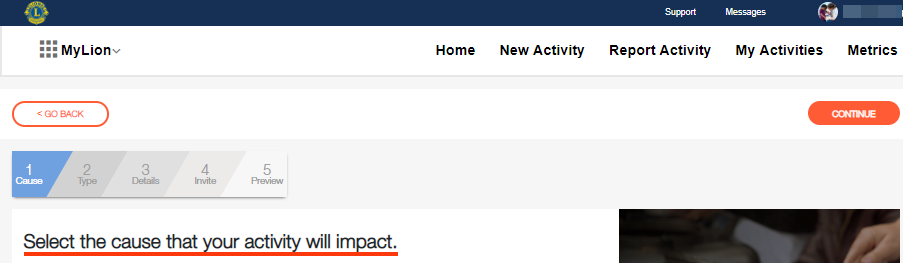 Support Messages
MyLion Home New Activity Report Activity My Activities Metrics
< GO BACK CONTINUE
1 2 3 4 5
Cause Type Details Invite Preview
Select the cause that your activity will impact.